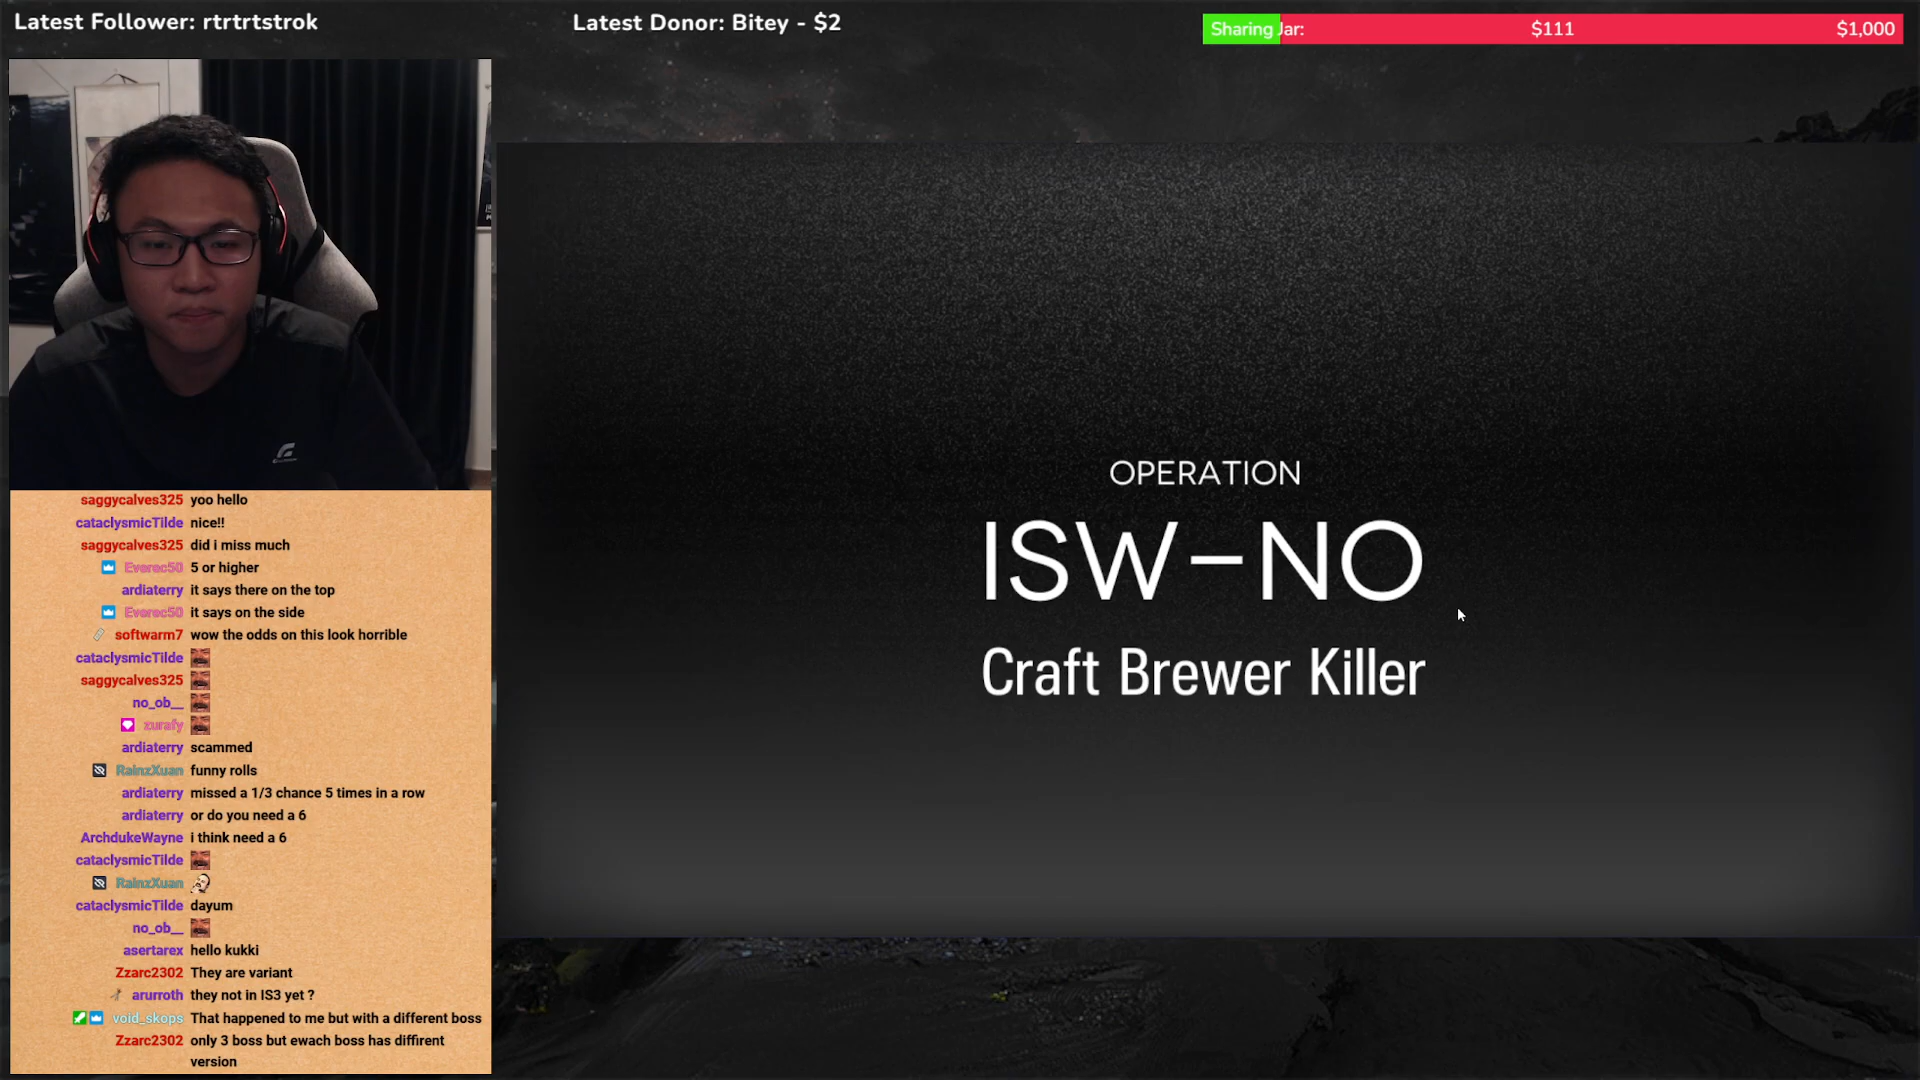 Latest Follower: rtrtrtstrok
Latest Donor: Bitey - $2
Sharing Jar: $111 $1,000
OPERATION
ISW-NO
Craft Brewer Killer
saggycalves325 yoo hello
cataclysmicTilde nice!!
saggycalves325 did i miss much
Everec50 5 or higher
ardiaterry it says there on the top
Everec50 it says on the side
softwarm7 wow the odds on this look horrible
cataclysmicTilde
saggycalves325
no_ob__
zurafy
ardiaterry scammed
RainzXuan funny rolls
ardiaterry missed a 1/3 chance 5 times in a row
ardiaterry or do you need a 6
ArchdukeWayne i think need a 6
cataclysmicTilde
RainzXuan
cataclysmicTilde dayum
no_ob__
asertarex hello kukki
Zzarc2302 They are variant
arurroth they not in IS3 yet ?
void_skops That happened to me but with a different boss
Zzarc2302 only 3 boss but ewach boss has diffirent
version